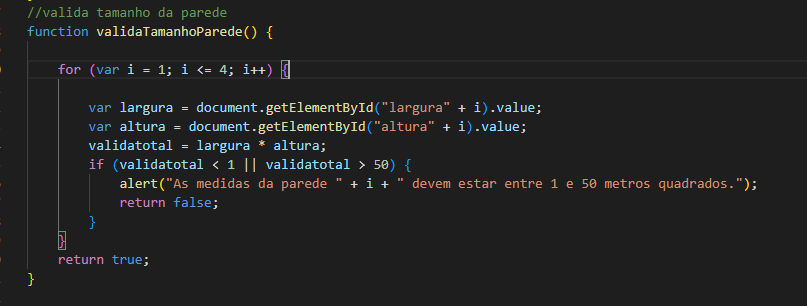 //valida tamanho da parede
function validaTamanhoParede() {
for (var i = 1; i <= 4; i++) {
var largura = document.getElementById("largura" + i).value;
var altura = document.getElementById("altura" + i).value;
validatotal = largura * altura;
if (validatotal < 1 || validatotal > 50) {
alert("As medidas da parede " + i + " devem estar entre 1 e 50 metros quadrados.");
return false;
}
}
return true;
}